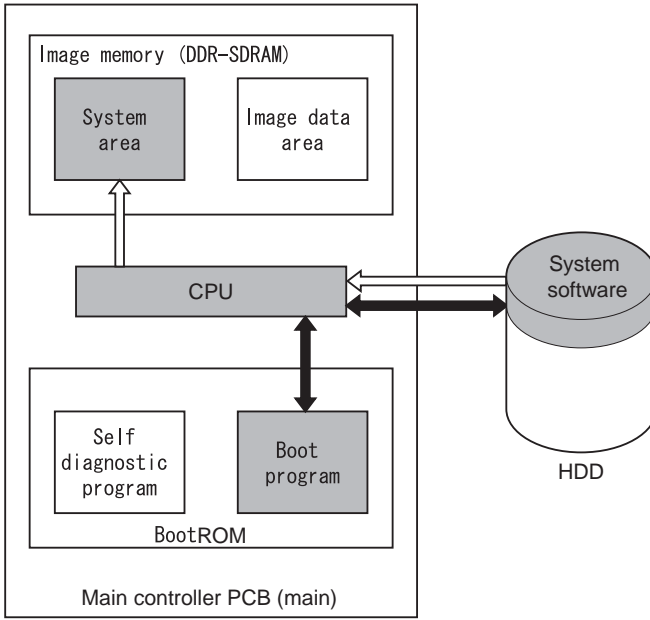 Image memory (DDR-SDRAM)
System
area
Image data
area
CPU
System
software
Self
diagnostic
program
Boot
program
BootROM
HDD
Main controller PCB (main)